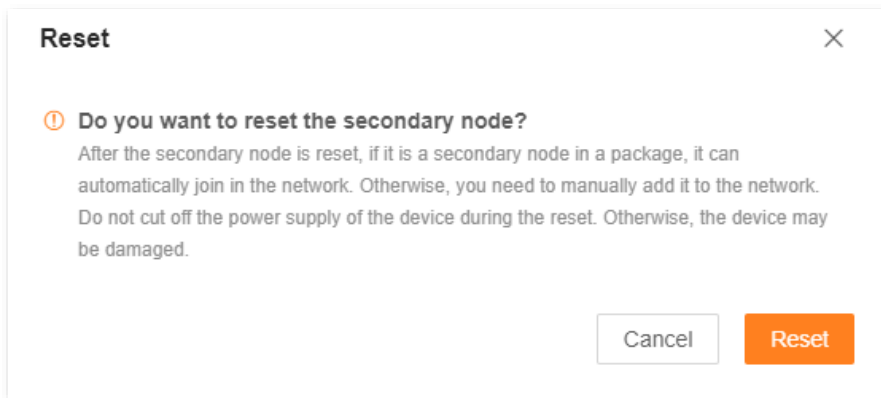 Reset
Do you want to reset the secondary node?
After the secondary node is reset, if it is a secondary node in a package, it can
automatically join in the network. Otherwise, you need to manually add it to the network.
Do not cut off the power supply of the device during the reset. Otherwise, the device may
be damaged.
Cancel
Reset